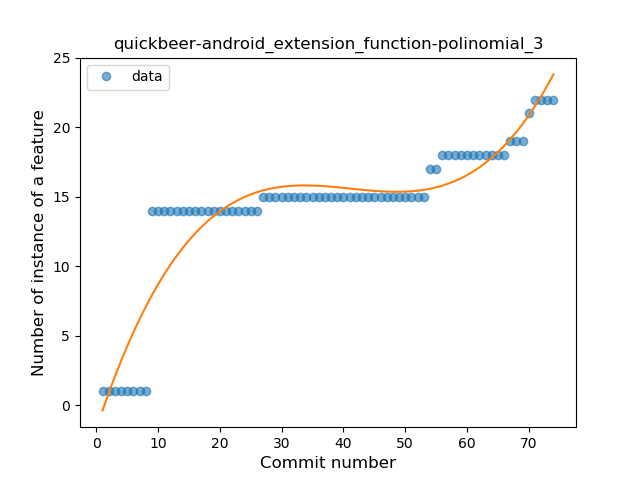 quickbeer-android_extension_function-polinomial_3
data
Number of instance of a feature
25
20
15
10
5
0
0 10 20 30 40 50 60 70
Commit number